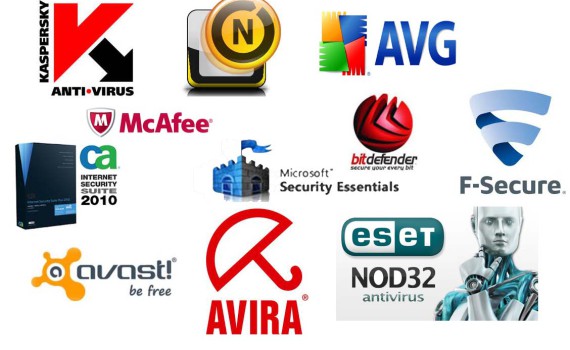 KASPERSKY
ANTI•VIRUS
N
AVG
McAfee®
ca
INTERNET
SECURITY
SUITE
2010
Microsoft®
Security Essentials
bitdefender
secure your every bit
F-Secure®
avast!®
be free
AVIRA®
eseT
NOD32
antivirus